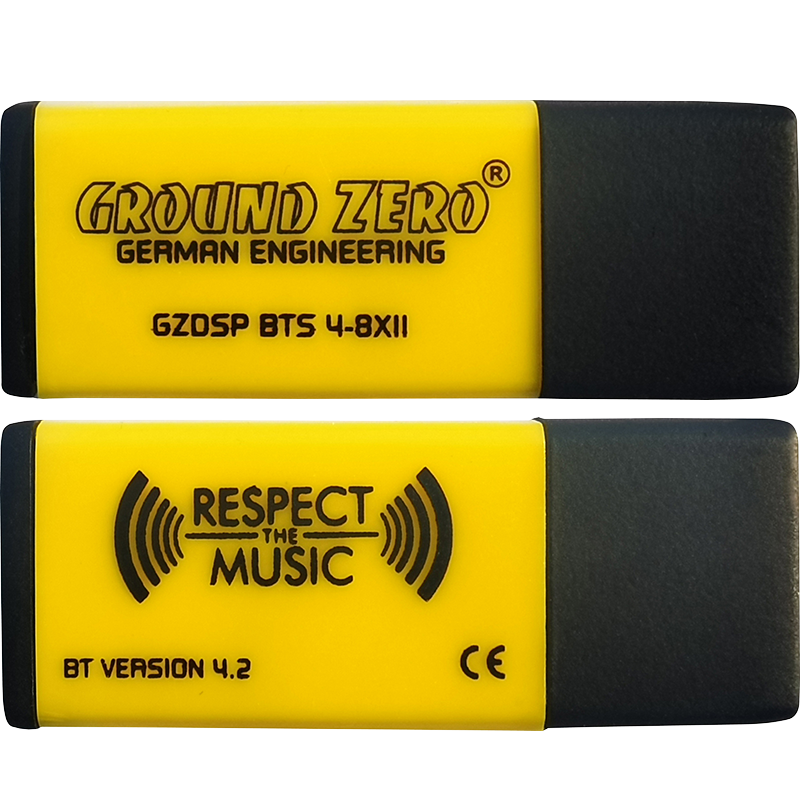 GROUND ZERO®
GERMAN ENGINEERING
GZDSP BTS 4-8XII
RESPECT
THE
MUSIC
BT VERSION 4.2
CE